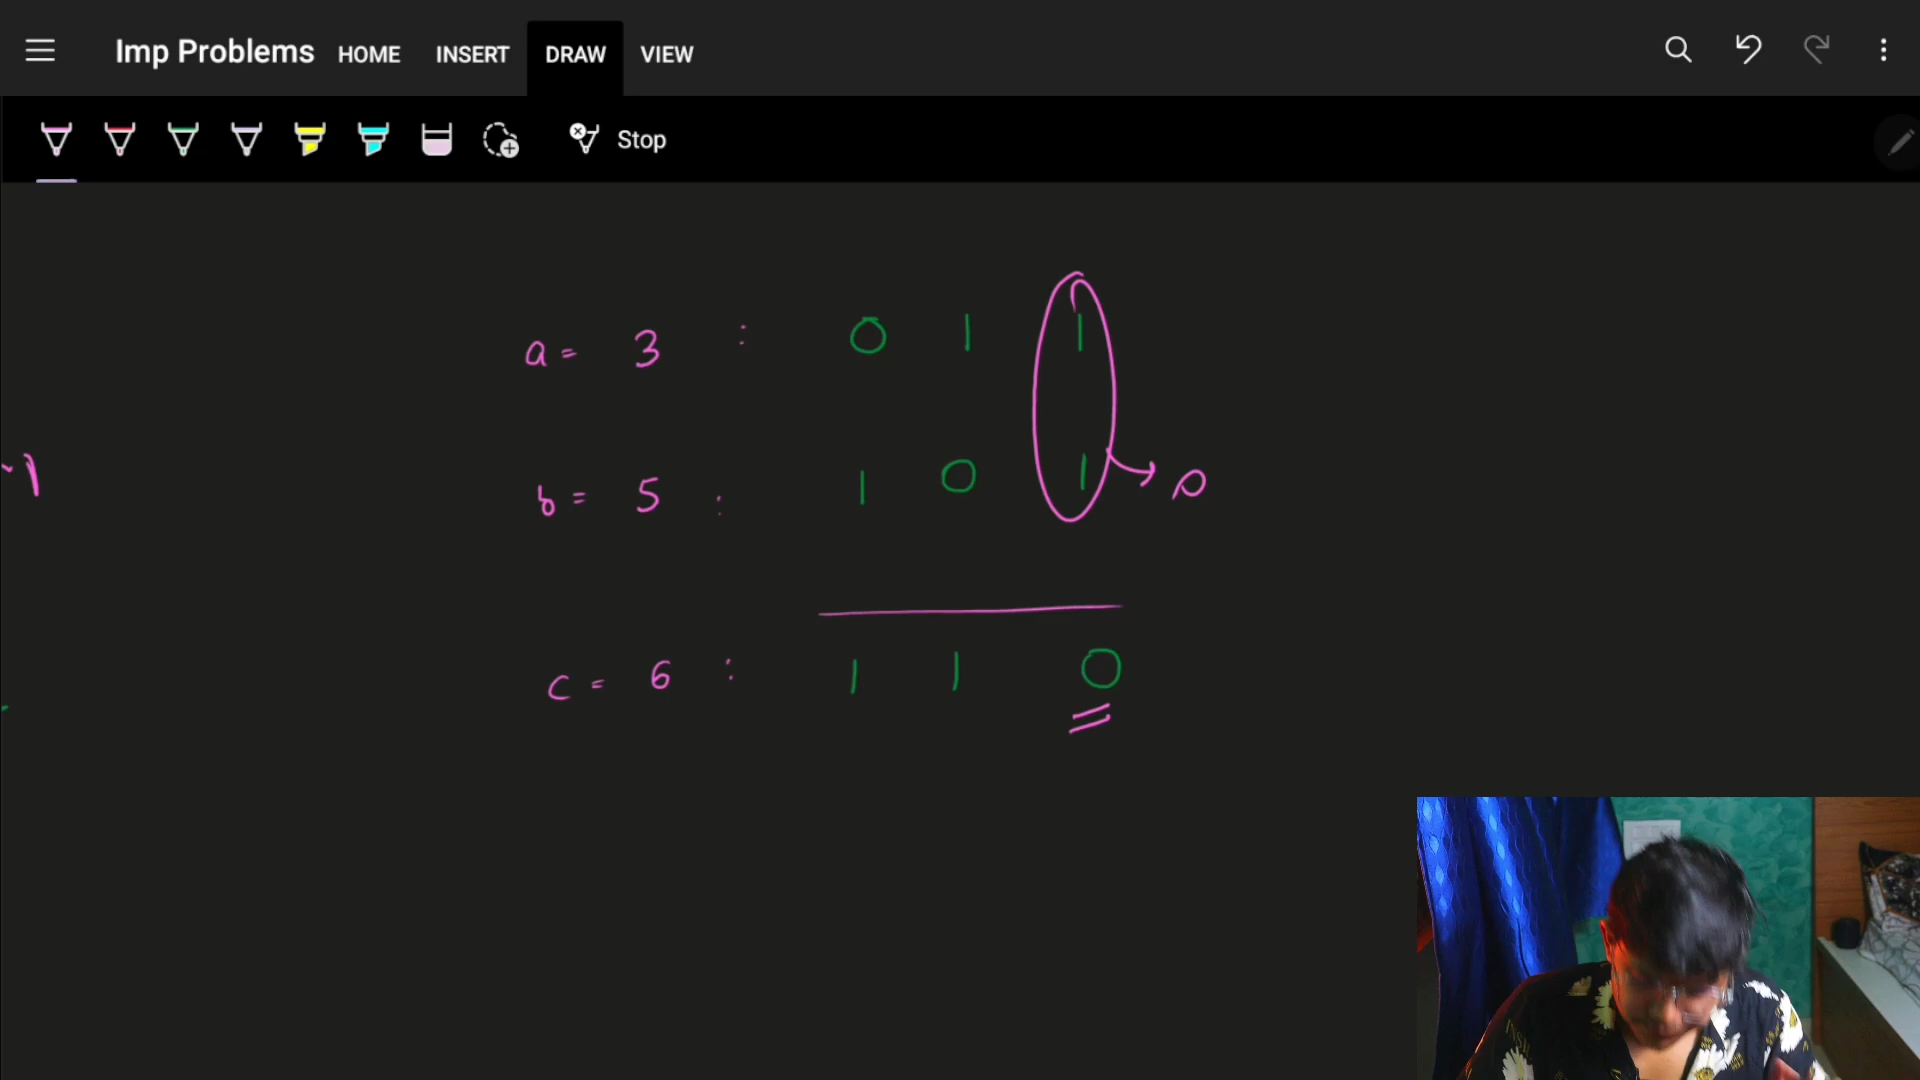 Imp Problems HOME INSERT DRAW VIEW
Stop
a = 3 : 0 1 1
b = 5 : 1 0 1 → 0
c = 6 : 1 1 0